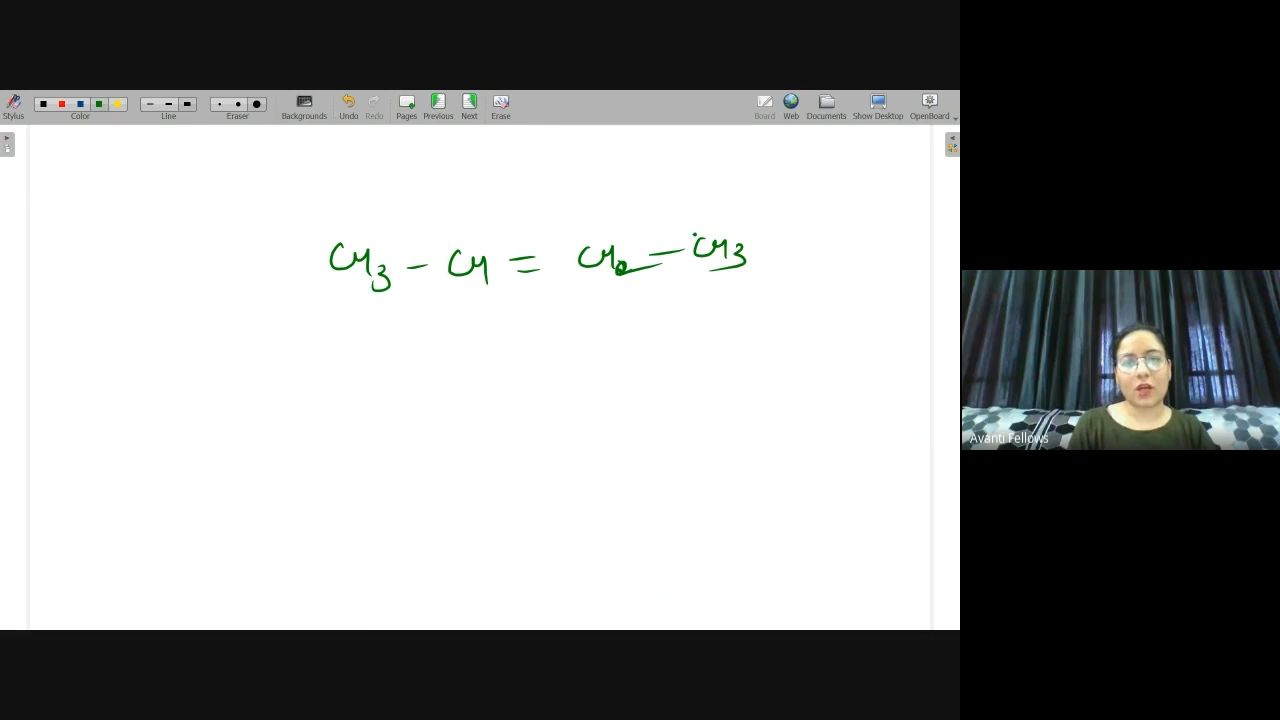 Stylus Color Line Eraser Backgrounds Undo Redo Pages Previous Next Erase Board Web Documents Show Desktop OpenBoard
CH3 - CH = CH - CH3
Avanti Fellows